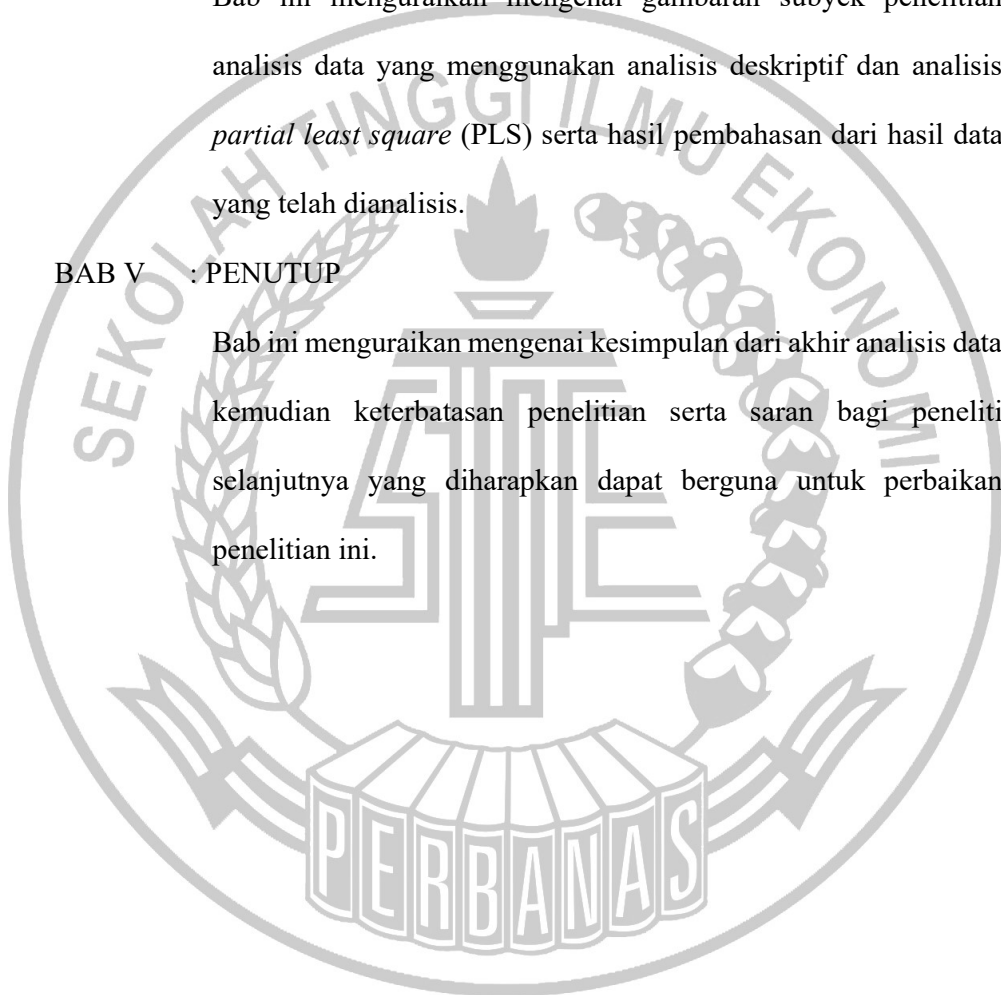 Bab ini menguraikan mengenai gambaran subyek penelitian
analisis data yang menggunakan analisis deskriptif dan analisis
partial least square (PLS) serta hasil pembahasan dari hasil data
yang telah dianalisis.
BAB V : PENUTUP
Bab ini menguraikan mengenai kesimpulan dari akhir analisis data
kemudian keterbatasan penelitian serta saran bagi peneliti
selanjutnya yang diharapkan dapat berguna untuk perbaikan
penelitian ini.
SEKOLAH TINGGI ILMU EKONOMI
PERBANAS